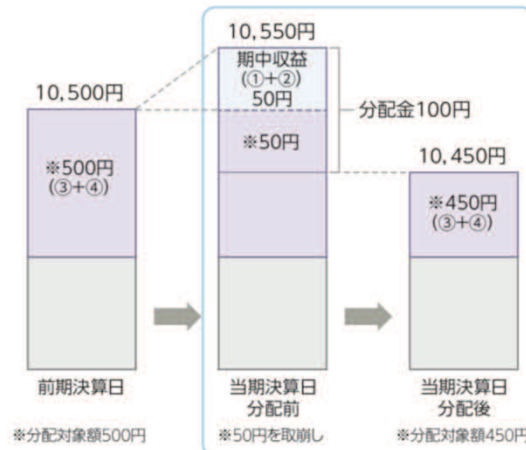 10,500円
※500円
(③+④)
前期決算日
※分配対象額500円
10,550円
期中収益
(①+②)
50円
※50円
分配金100円
当期決算日
分配前
※50円を取崩し
10,450円
※450円
(③+④)
当期決算日
分配後
※分配対象額450円